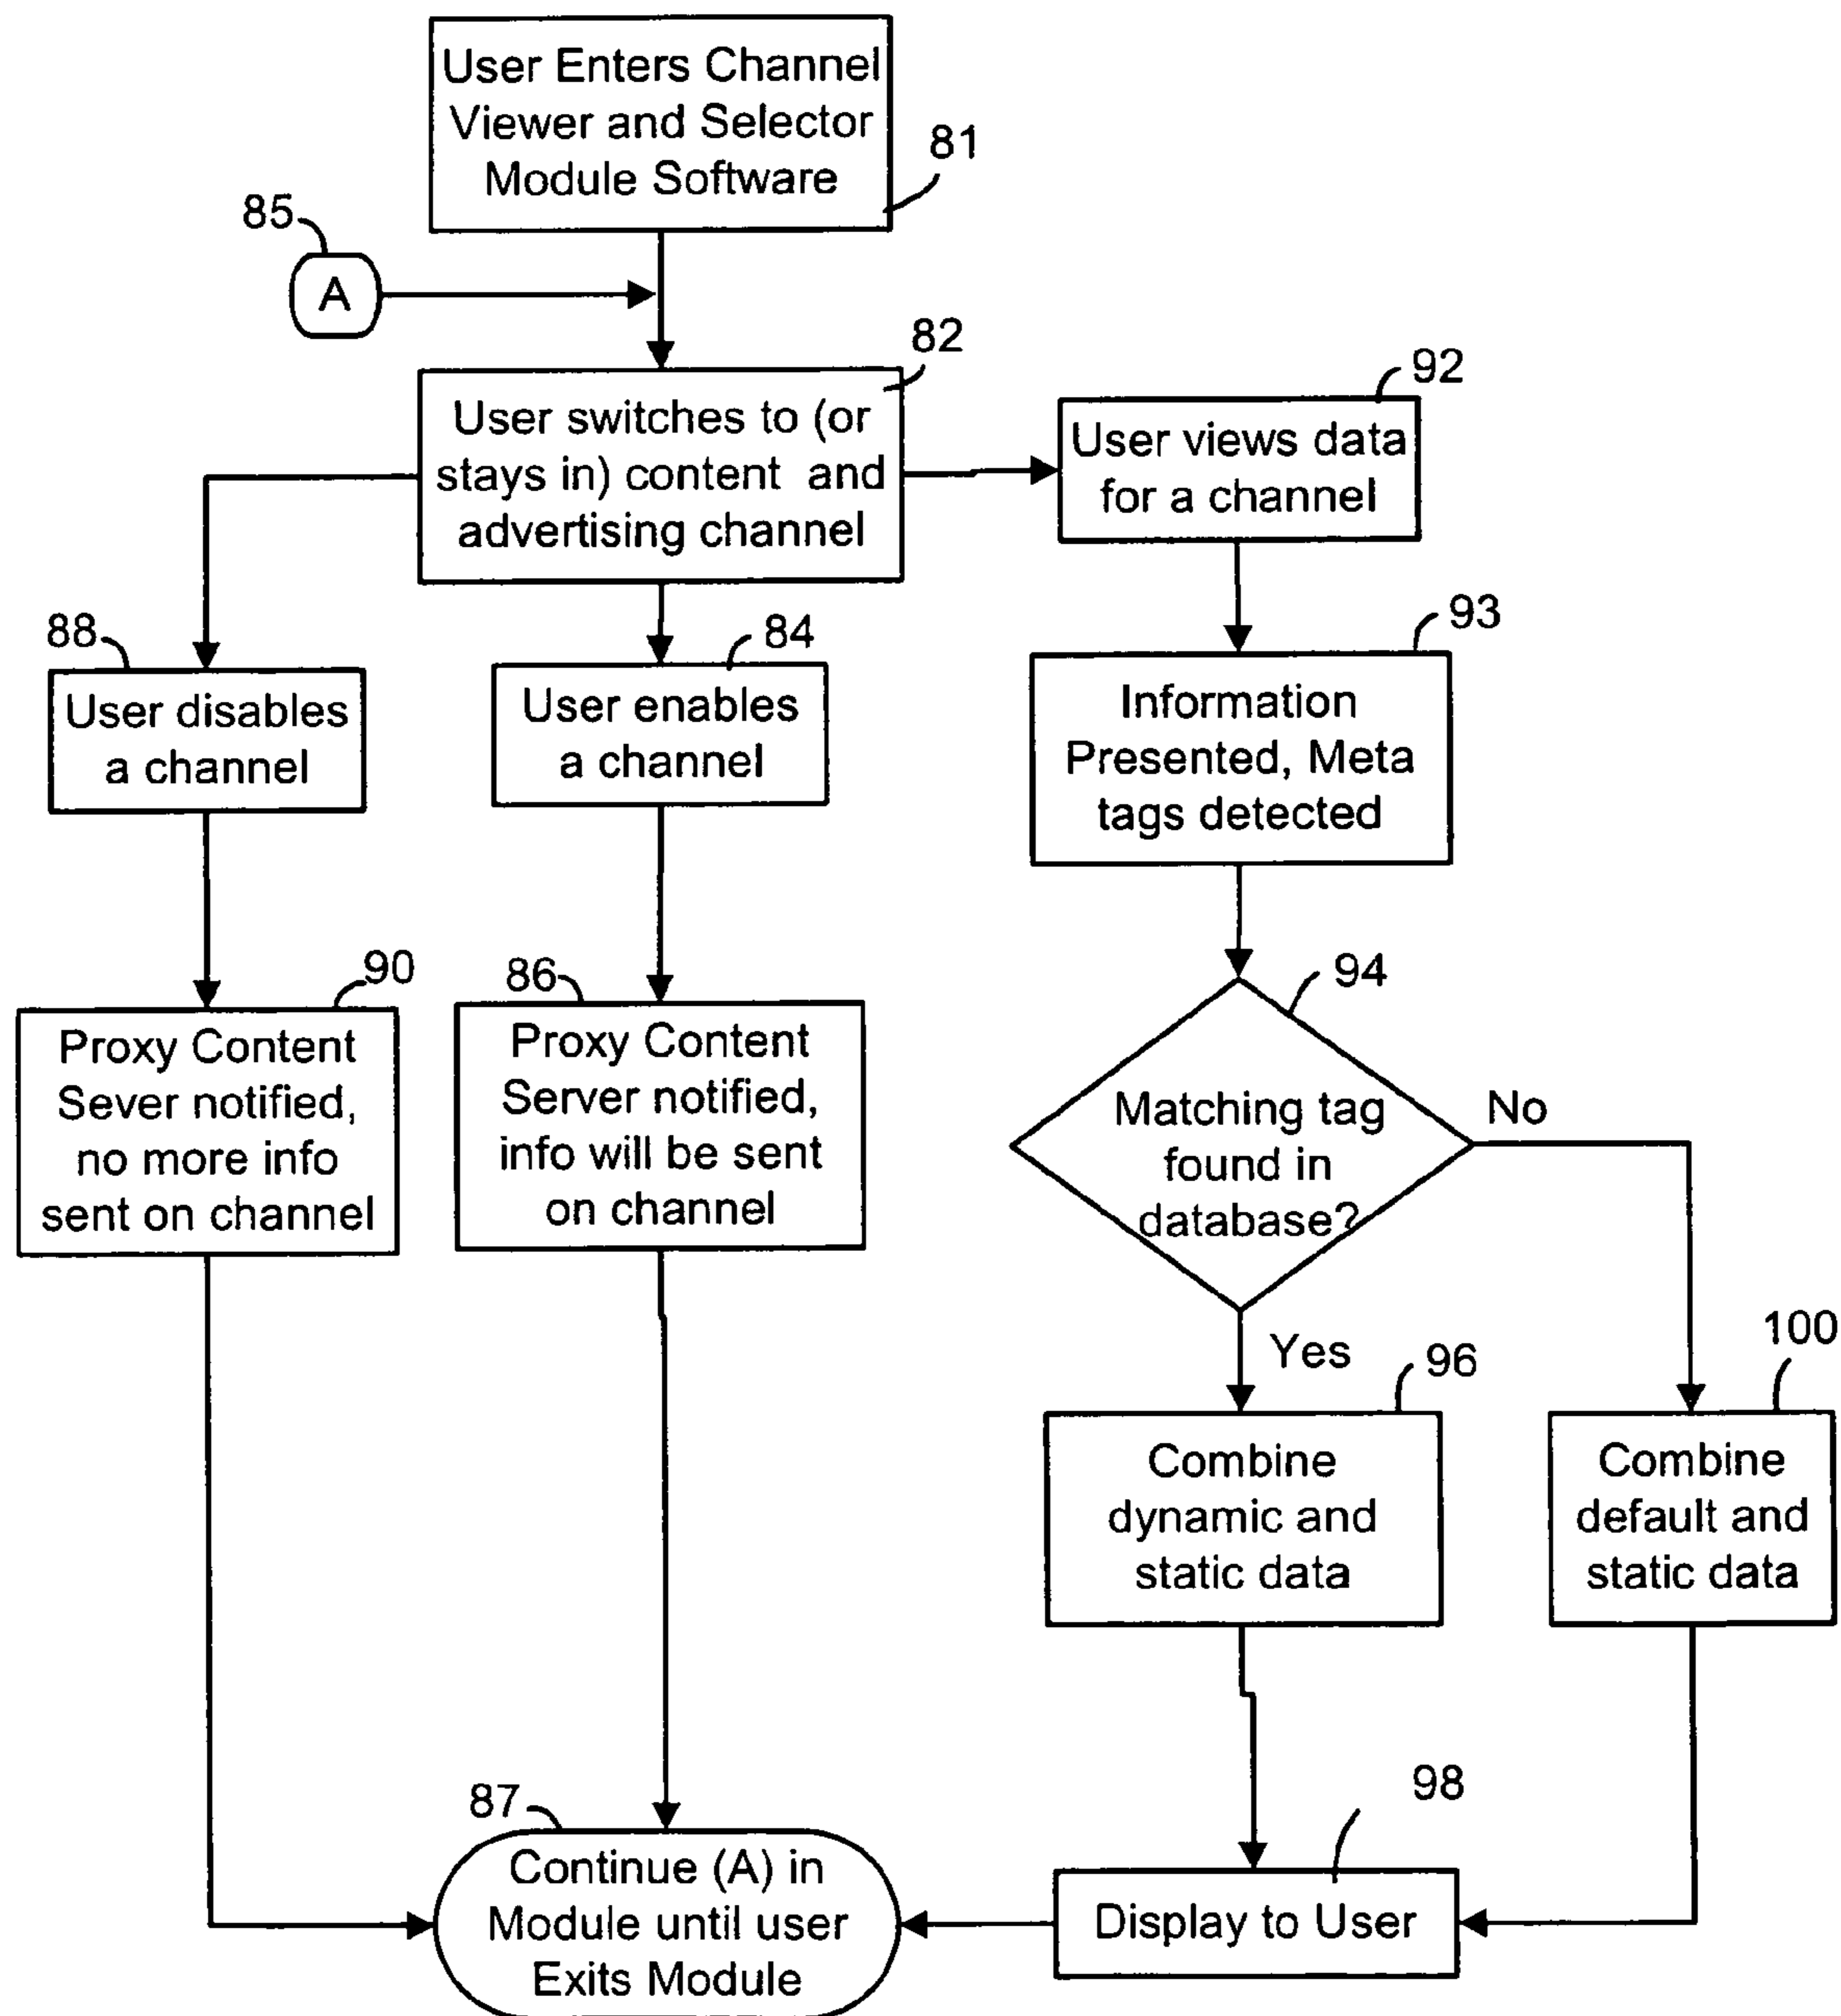 User Enters Channel
Viewer and Selector
Module Software
81
85
A
82
User switches to (or
stays in) content and
advertising channel
92
User views data
for a channel
88
User disables
a channel
84
User enables
a channel
93
Information
Presented, Meta
tags detected
90
Proxy Content
Sever notified,
no more info
sent on channel
86
Proxy Content
Server notified,
info will be sent
on channel
94
Matching tag
found in
database?
No
Yes
96
Combine
dynamic and
static data
100
Combine
default and
static data
87
Continue (A) in
Module until user
Exits Module
98
Display to User